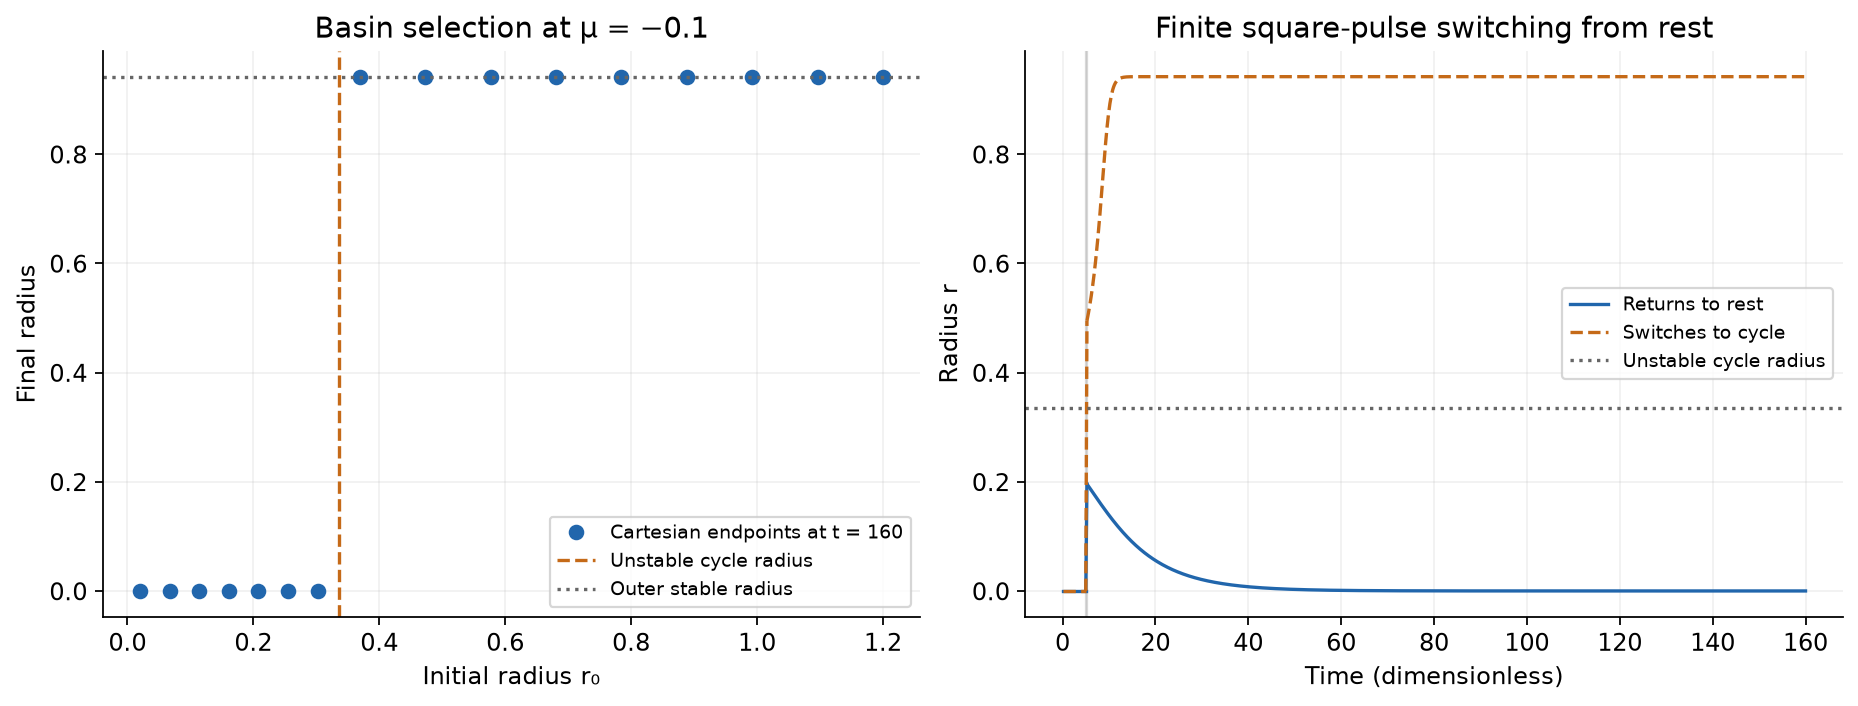 Basin selection at μ = −0.1
Final radius
0.8
0.6
0.4
0.2
0.0
Cartesian endpoints at t = 160
Unstable cycle radius
Outer stable radius
0.0 0.2 0.4 0.6 0.8 1.0 1.2
Initial radius r₀
Finite square-pulse switching from rest
Radius r
0.8
0.6
0.4
0.2
0.0
Returns to rest
Switches to cycle
Unstable cycle radius
0 20 40 60 80 100 120 140 160
Time (dimensionless)